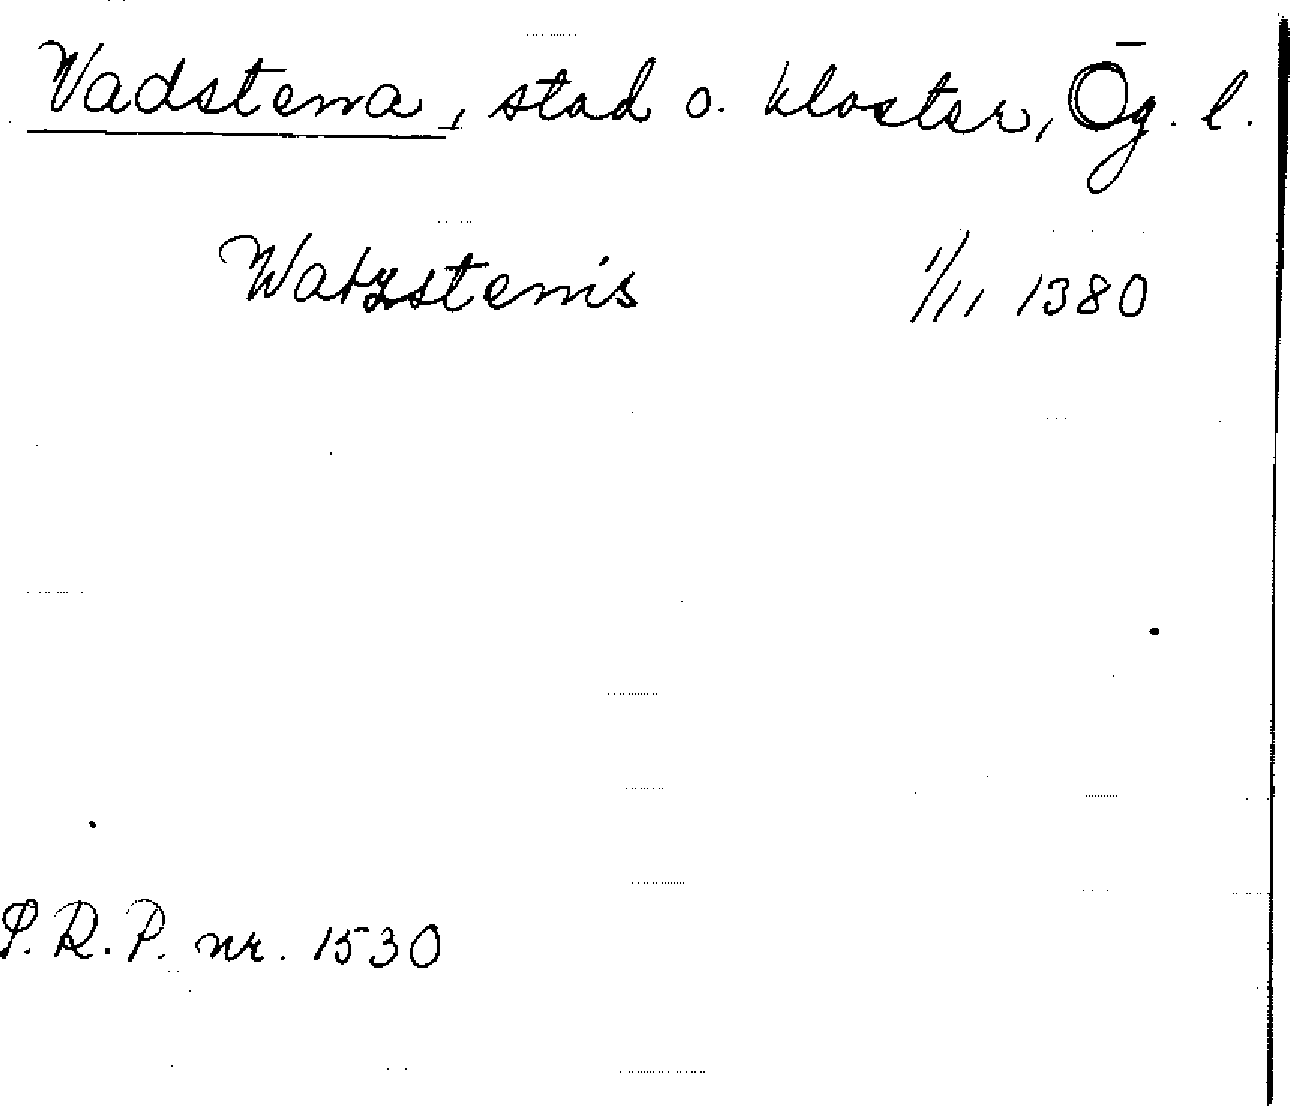 Vadstena, stad o. kloster, Ög. l.
Watzstenis 1/11 1380
S.R.P. nr. 1530